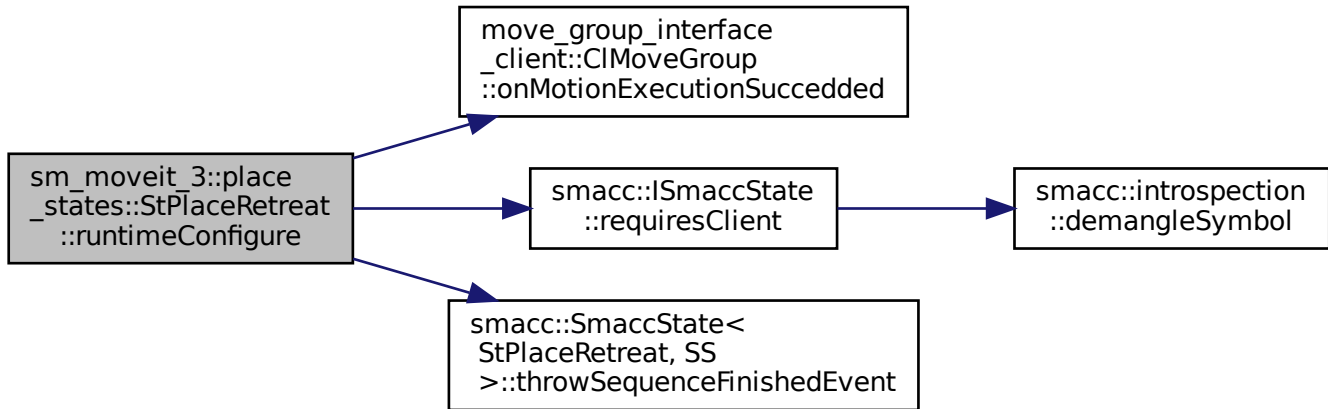 move_group_interface
_client::ClMoveGroup
::onMotionExecutionSuccedded
sm_moveit_3::place
_states::StPlaceRetreat
::runtimeConfigure
smacc::ISmaccState
::requiresClient
smacc::introspection
::demangleSymbol
smacc::SmaccState<
StPlaceRetreat, SS
>::throwSequenceFinishedEvent